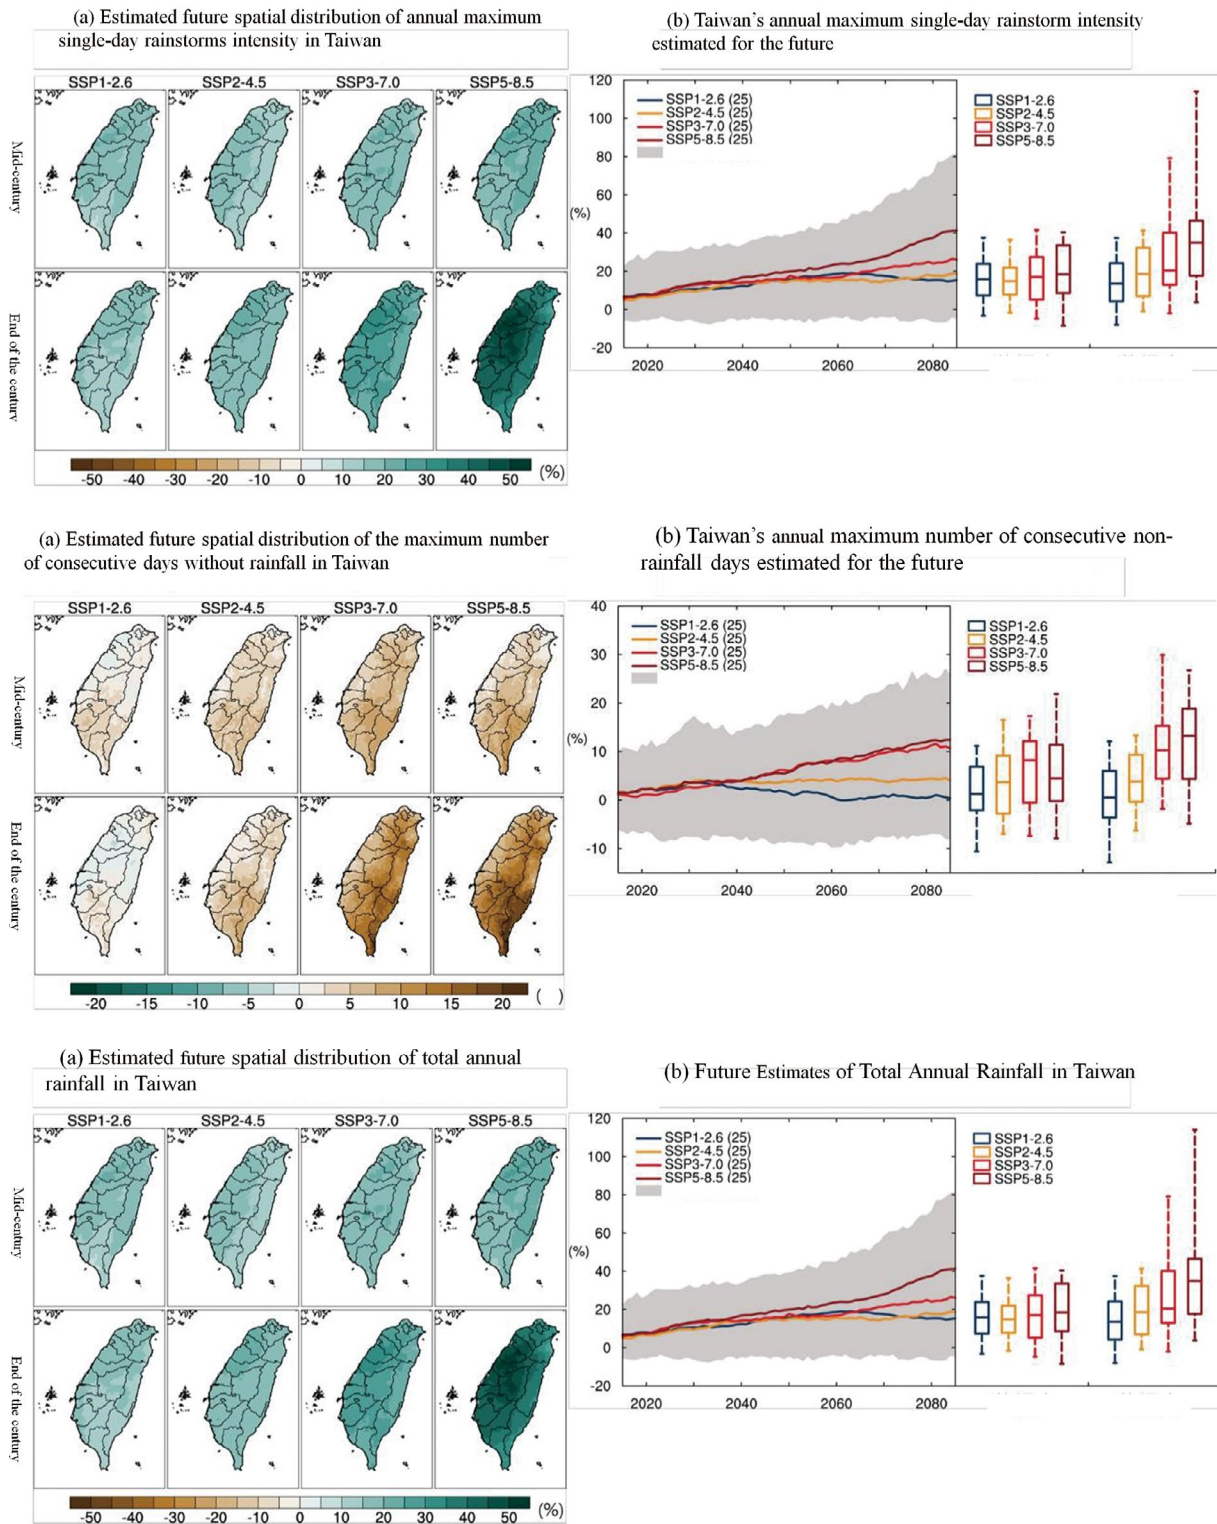 (a) Estimated future spatial distribution of annual maximum
single-day rainstorms intensity in Taiwan
SSP1-2.6 SSP2-4.5 SSP3-7.0 SSP5-8.5
Mid-century
End of the century
-50 -40 -30 -20 -10 0 10 20 30 40 50 (%)
(b) Taiwan's annual maximum single-day rainstorm intensity
estimated for the future
120
100
80
60
40
20
0
-20
(%)
SSP1-2.6 (25)
SSP2-4.5 (25)
SSP3-7.0 (25)
SSP5-8.5 (25)
2020 2040 2060 2080
SSP1-2.6
SSP2-4.5
SSP3-7.0
SSP5-8.5
(a) Estimated future spatial distribution of the maximum number
of consecutive days without rainfall in Taiwan
SSP1-2.6 SSP2-4.5 SSP3-7.0 SSP5-8.5
Mid-century
End of the century
-20 -15 -10 -5 0 5 10 15 20 ( )
(b) Taiwan's annual maximum number of consecutive non-
rainfall days estimated for the future
40
30
20
10
0
-10
(%)
SSP1-2.6 (25)
SSP2-4.5 (25)
SSP3-7.0 (25)
SSP5-8.5 (25)
2020 2040 2060 2080
SSP1-2.6
SSP2-4.5
SSP3-7.0
SSP5-8.5
(a) Estimated future spatial distribution of total annual
rainfall in Taiwan
SSP1-2.6 SSP2-4.5 SSP3-7.0 SSP5-8.5
Mid-century
End of the century
-50 -40 -30 -20 -10 0 10 20 30 40 50 (%)
(b) Future Estimates of Total Annual Rainfall in Taiwan
120
100
80
60
40
20
0
-20
(%)
SSP1-2.6 (25)
SSP2-4.5 (25)
SSP3-7.0 (25)
SSP5-8.5 (25)
2020 2040 2060 2080
SSP1-2.6
SSP2-4.5
SSP3-7.0
SSP5-8.5